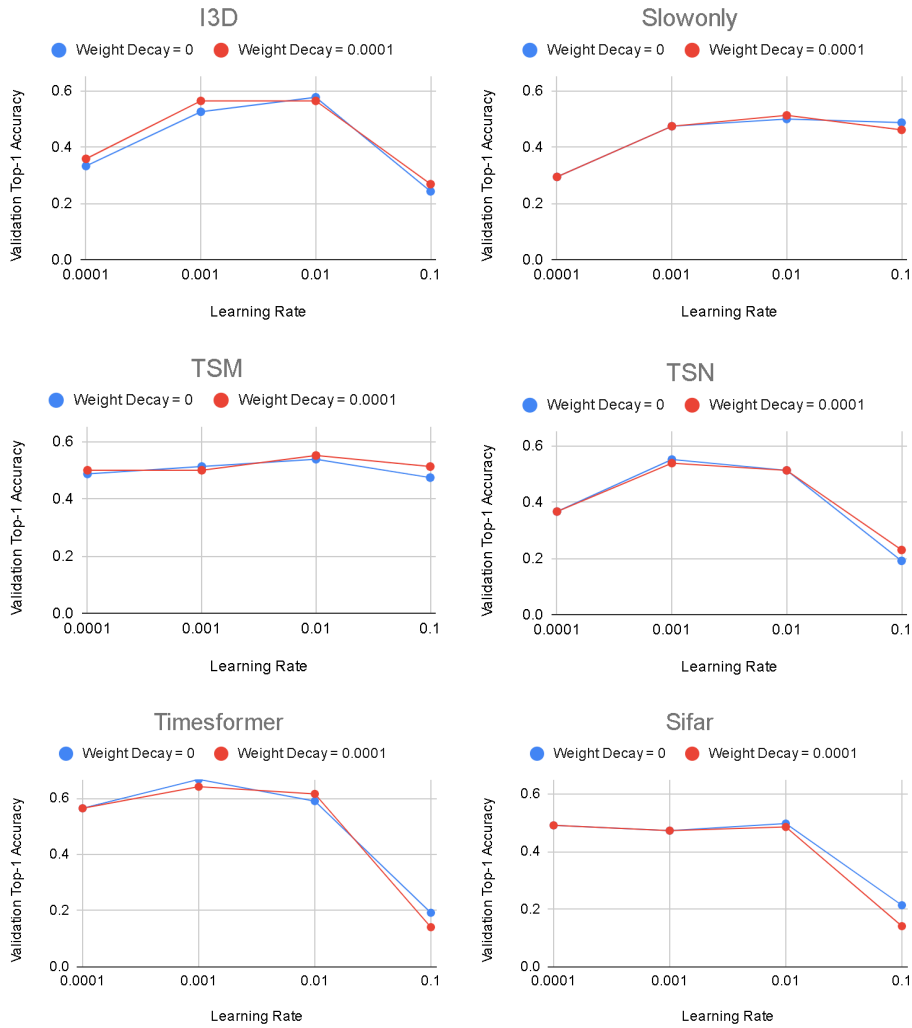 I3D
Weight Decay = 0 Weight Decay = 0.0001
Validation Top-1 Accuracy
0.6
0.4
0.2
0.0
0.0001 0.001 0.01 0.1
Learning Rate
Slowonly
Weight Decay = 0 Weight Decay = 0.0001
Validation Top-1 Accuracy
0.6
0.4
0.2
0.0
0.0001 0.001 0.01 0.1
Learning Rate
TSM
Weight Decay = 0 Weight Decay = 0.0001
Validation Top-1 Accuracy
0.6
0.4
0.2
0.0
0.0001 0.001 0.01 0.1
Learning Rate
TSN
Weight Decay = 0 Weight Decay = 0.0001
Validation Top-1 Accuracy
0.6
0.4
0.2
0.0
0.0001 0.001 0.01 0.1
Learning Rate
Timesformer
Weight Decay = 0 Weight Decay = 0.0001
Validation Top-1 Accuracy
0.6
0.4
0.2
0.0
0.0001 0.001 0.01 0.1
Learning Rate
Sifar
Weight Decay = 0 Weight Decay = 0.0001
Validation Top-1 Accuracy
0.6
0.4
0.2
0.0
0.0001 0.001 0.01 0.1
Learning Rate